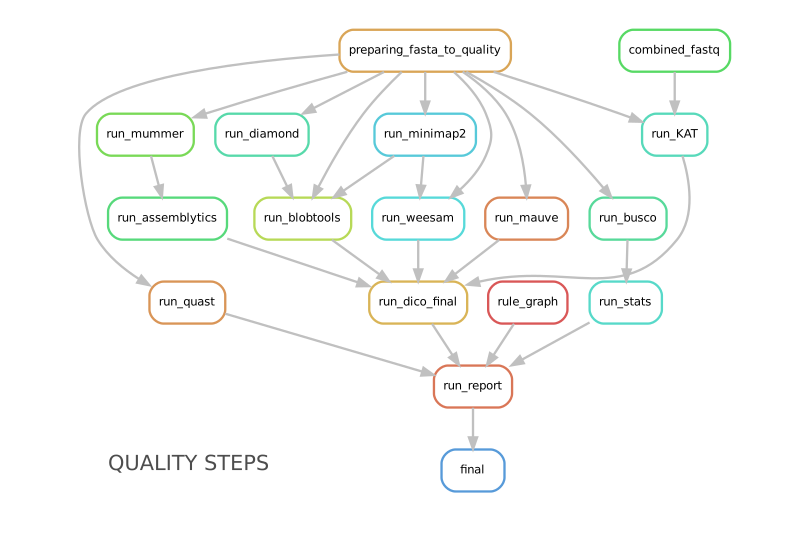 preparing_fasta_to_quality
combined_fastq
run_mummer
run_diamond
run_minimap2
run_KAT
run_assemblytics
run_blobtools
run_weesam
run_mauve
run_busco
run_quast
run_dico_final
rule_graph
run_stats
run_report
QUALITY STEPS
final